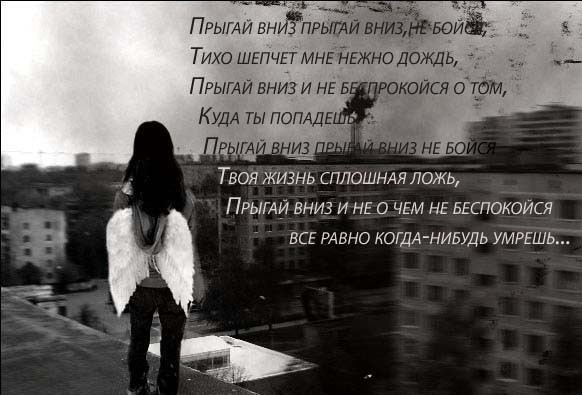 Прыгай вниз прыгай вниз,не бойся,
Тихо шепчет мне нежно дождь,
Прыгай вниз и не беспрокойся о том,
Куда ты попадешь
Прыгай вниз прыгай вниз не бойся
Твоя жизнь сплошная ложь,
Прыгай вниз и не о чем не беспокойся
все равно когда-нибудь умрешь...